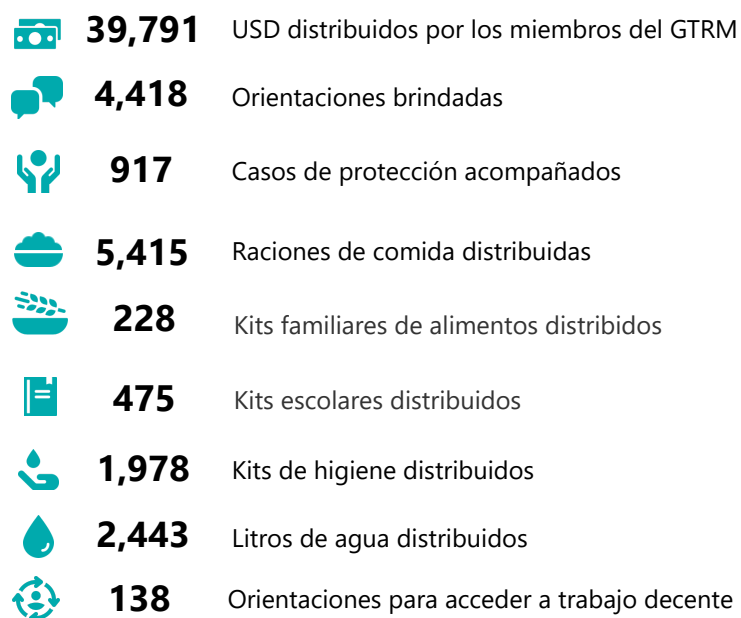 39,791 USD distribuidos por los miembros del GTRM
4,418 Orientaciones brindadas
917 Casos de protección acompañados
5,415 Raciones de comida distribuidas
228 Kits familiares de alimentos distribidos
475 Kits escolares distribuidos
1,978 Kits de higiene distribuidos
2,443 Litros de agua distribuidos
138 Orientaciones para acceder a trabajo decente